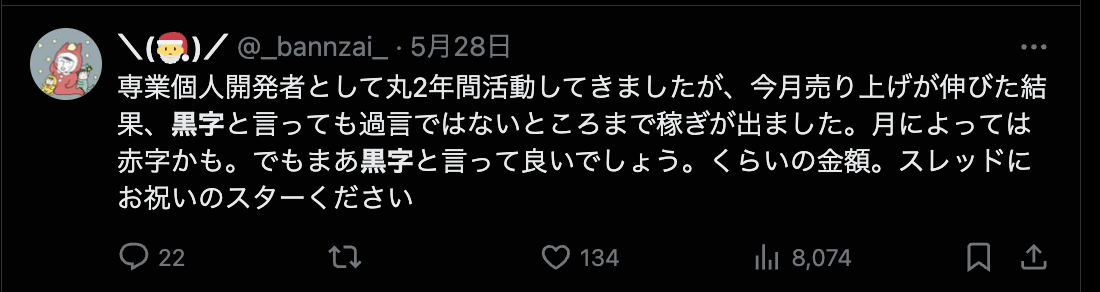 \(🎅)／ @_bannzai_ · 5月28日
専業個人開発者として丸2年間活動してきましたが、今月売り上げが伸びた結
果、黒字と言っても過言ではないところまで稼ぎが出ました。月によっては
赤字かも。でもまあ黒字と言って良いでしょう。くらいの金額。スレッドに
お祝いのスターください
22 134 8,074